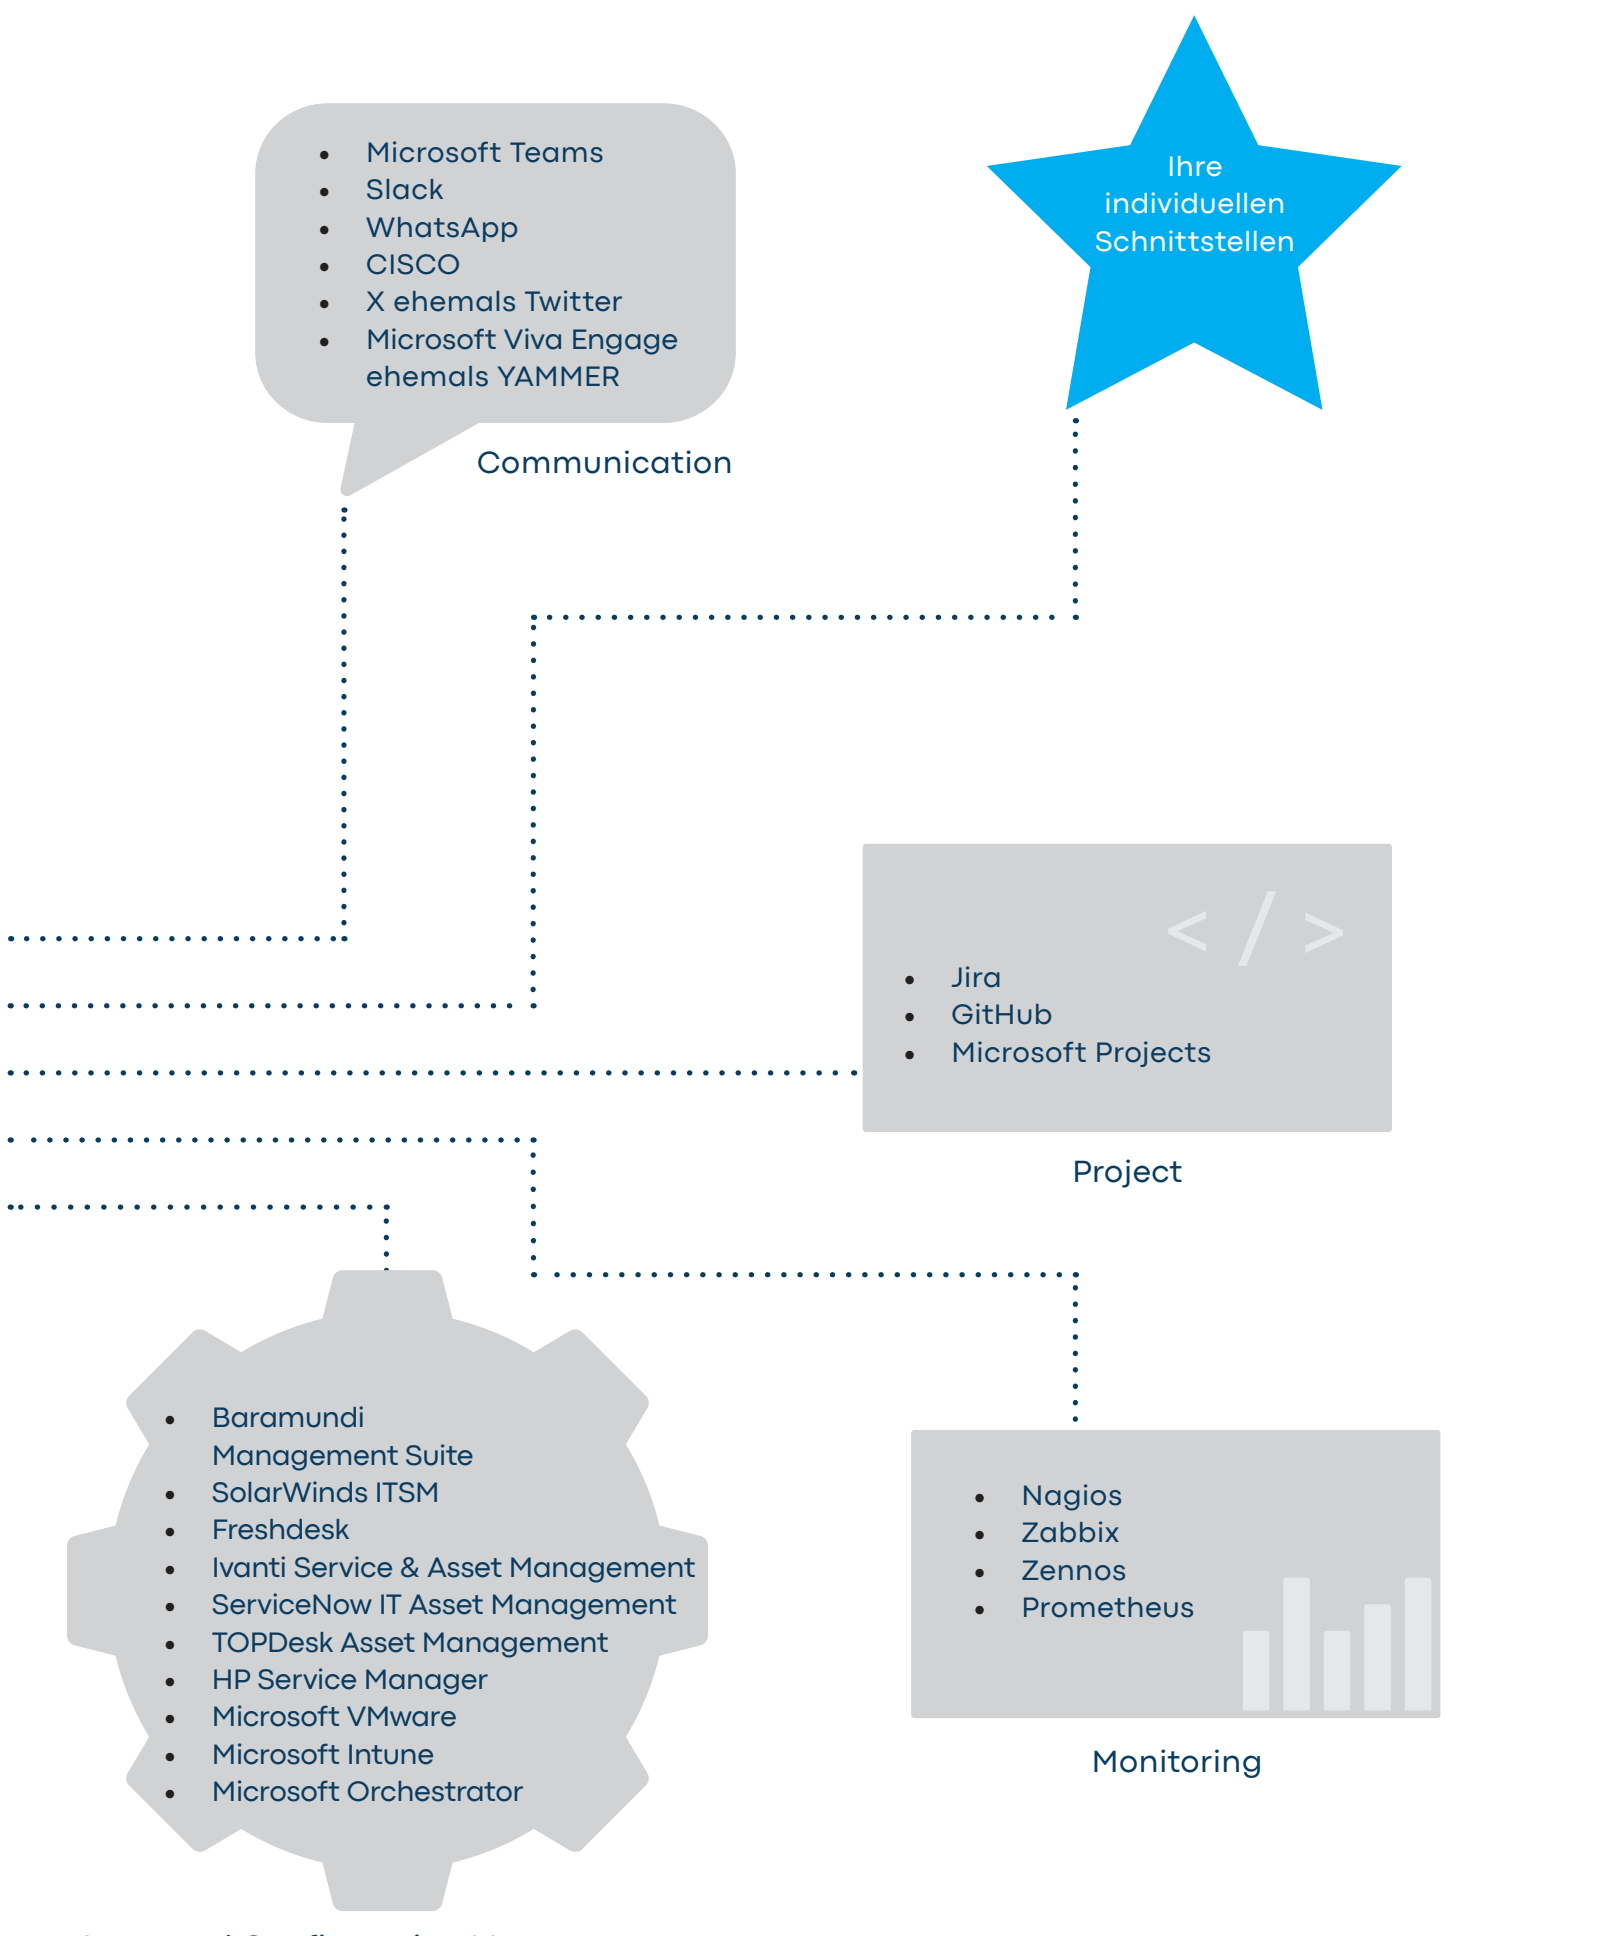 Microsoft Teams
Slack
WhatsApp
CISCO
X ehemals Twitter
Microsoft Viva Engage
ehemals YAMMER
Communication
Ihre
individuellen
Schnittstellen
</>
Jira
GitHub
Microsoft Projects
Project
Baramundi
Management Suite
SolarWinds ITSM
Freshdesk
Ivanti Service & Asset Management
ServiceNow IT Asset Management
TOPDesk Asset Management
HP Service Manager
Microsoft VMware
Microsoft Intune
Microsoft Orchestrator
Nagios
Zabbix
Zennos
Prometheus
Monitoring